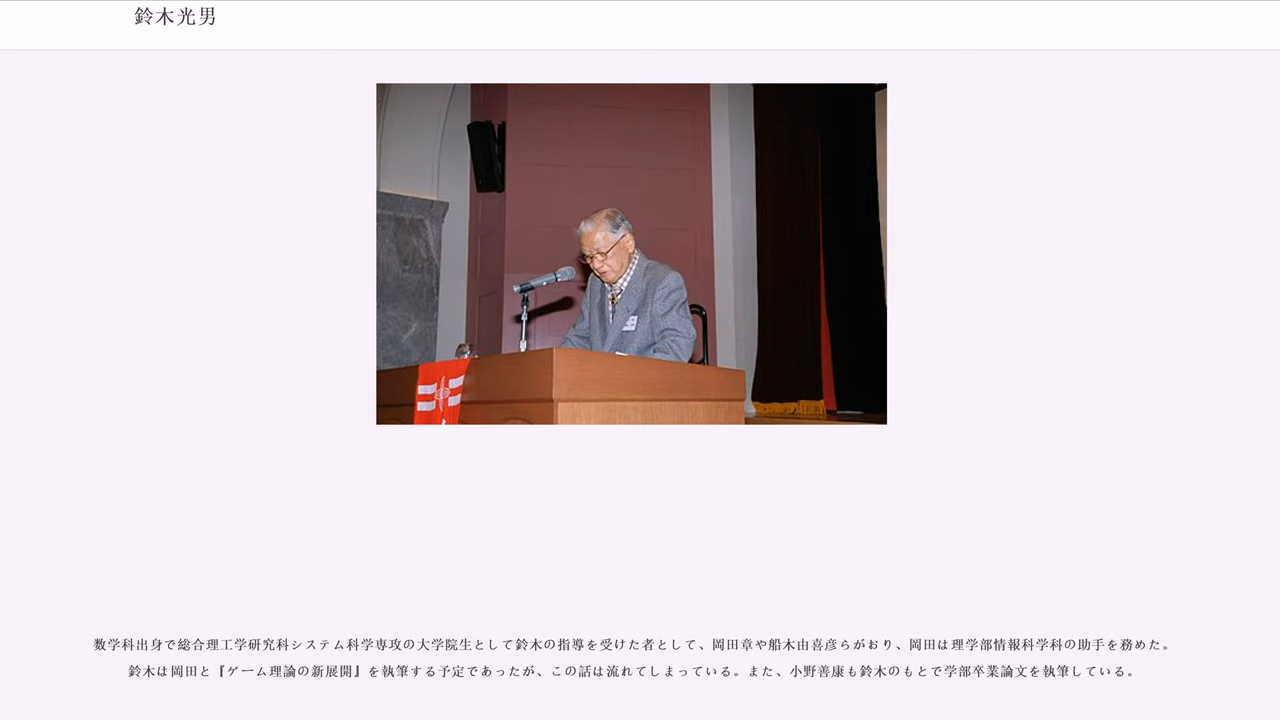 鈴木光男
数学科出身で総合理工学研究科システム科学専攻の大学院生として鈴木の指導を受けた者として、岡田章や船木由喜彦らがおり、岡田は理学部情報科学科の助手を務めた。
鈴木は岡田と『ゲーム理論の新展開』を執筆する予定であったが、この話は流れてしまっている。また、小野善康も鈴木のもとで学部卒業論文を執筆している。